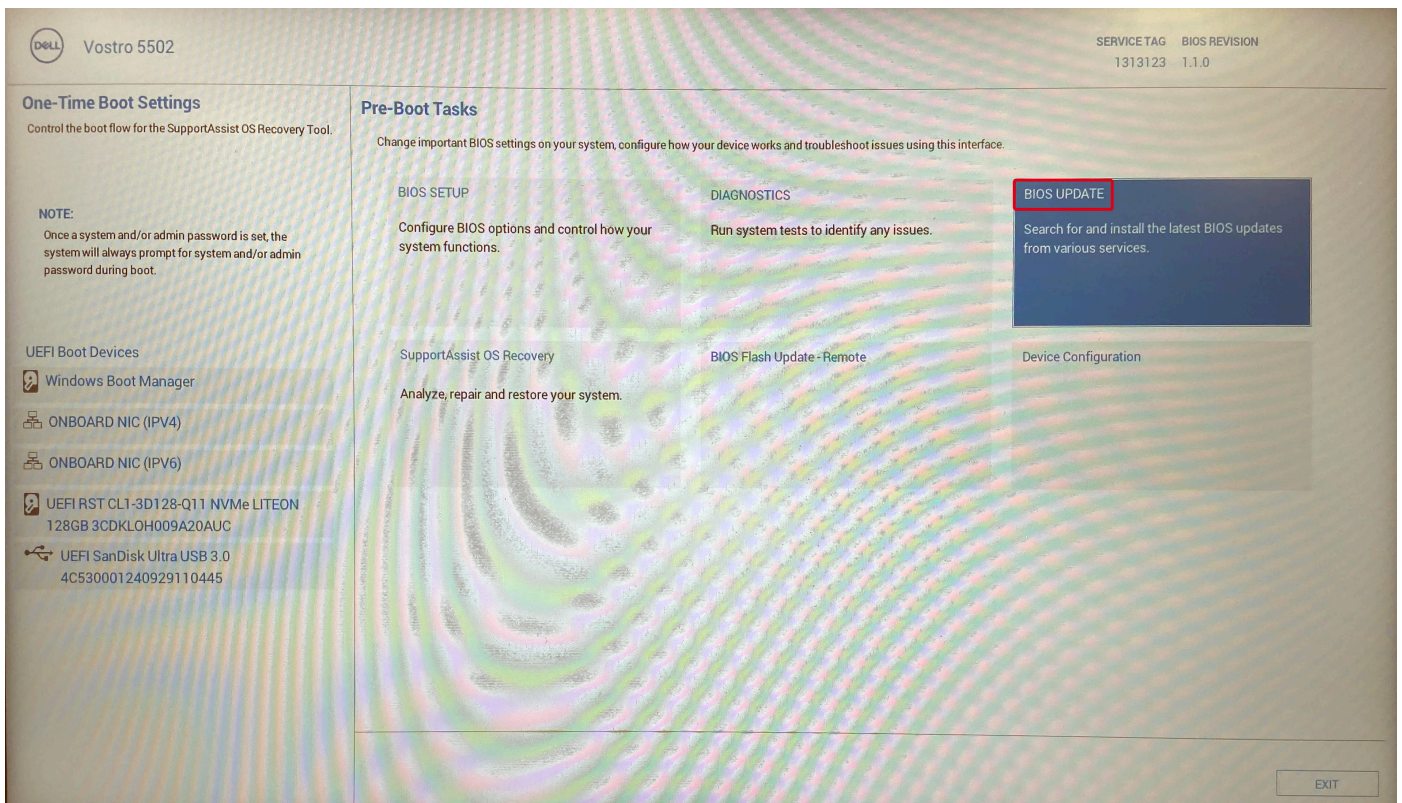 DELL
Vostro 5502
SERVICE TAG BIOS REVISION
1313123 1.1.0
One-Time Boot Settings
Control the boot flow for the SupportAssist OS Recovery Tool.
NOTE:
Once a system and/or admin password is set, the
system will always prompt for system and/or admin
password during boot.
UEFI Boot Devices
Windows Boot Manager
ONBOARD NIC (IPV4)
ONBOARD NIC (IPV6)
UEFI RST CL1-3D128-Q11 NVMe LITEON
128GB 3CDKLOH009A20AUC
UEFI SanDisk Ultra USB 3.0
4C530001240929110445
Pre-Boot Tasks
Change important BIOS settings on your system, configure how your device works and troubleshoot issues using this interface.
BIOS SETUP
Configure BIOS options and control how your
system functions.
DIAGNOSTICS
Run system tests to identify any issues.
BIOS UPDATE
Search for and install the latest BIOS updates
from various services.
SupportAssist OS Recovery
Analyze, repair and restore your system.
BIOS Flash Update - Remote
Device Configuration
EXIT